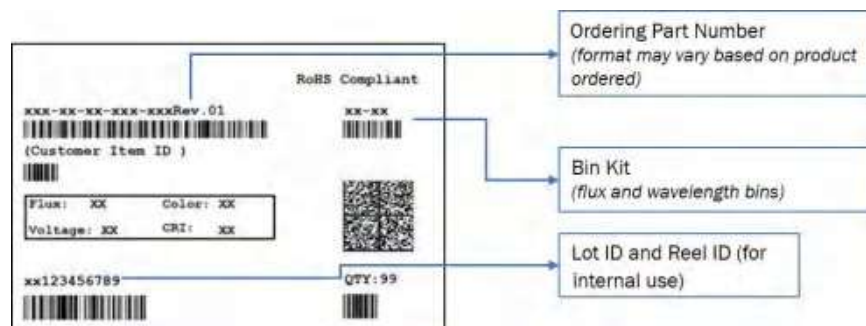 Ordering Part Number
(format may vary based on product
ordered)
RoHS Compliant
xxx-xx-xx-xxx-xxxRev.01
xx-xx
(Customer Item ID )
Bin Kit
(flux and wavelength bins)
Flux: XX Color: XX
Voltage: XX CRI: XX
Lot ID and Reel ID (for
internal use)
xx123456789
QTY:99